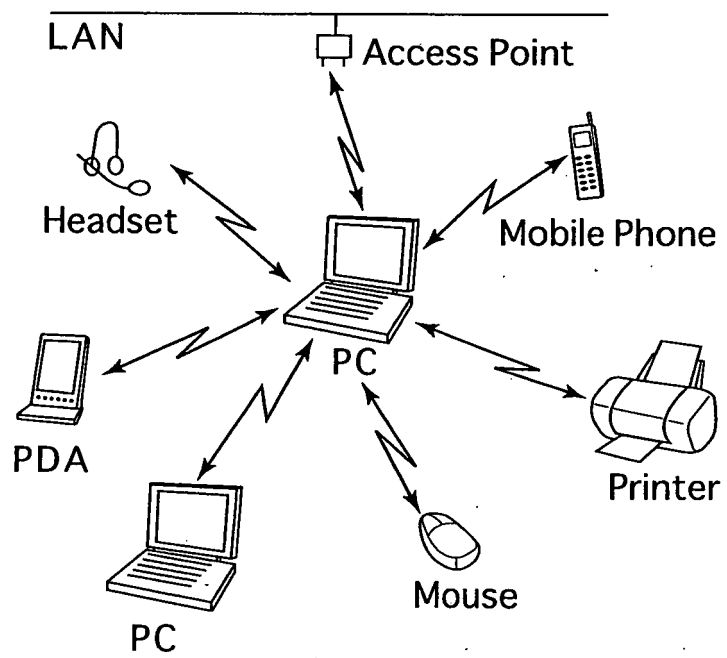 LAN
Access Point
Headset
Mobile Phone
PC
PDA
Printer
Mouse
PC